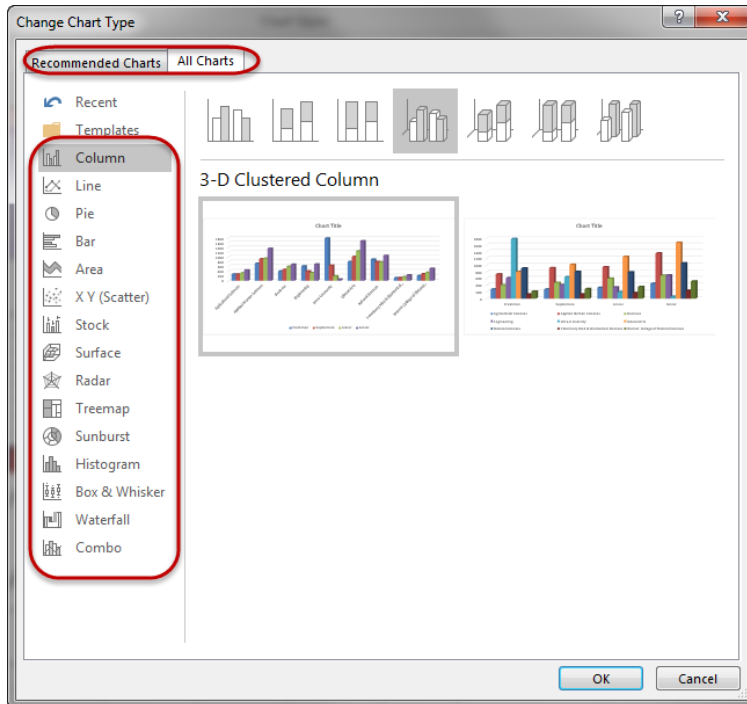 Change Chart Type
Recommended Charts
All Charts
Recent
Templates
Column
Line
Pie
Bar
Area
X Y (Scatter)
Stock
Surface
Radar
Treemap
Sunburst
Histogram
Box & Whisker
Waterfall
Combo
3-D Clustered Column
Chart Title
Chart Title
OK
Cancel